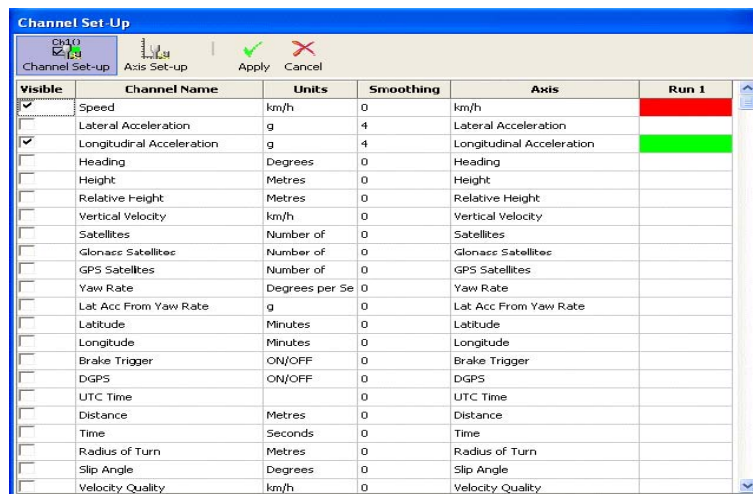 Channel Set-Up
Ch1()
Channel Set-up Axis Set-up Apply Cancel
Visible Channel Name Units Smoothing Axis Run 1
Speed km/h 0 km/h
Lateral Acceleration g 4 Lateral Acceleration
Longitudinal Acceleration g 4 Longitudinal Acceleration
Heading Degrees 0 Heading
Height Metres 0 Height
Relative Height Metres 0 Relative Height
Vertical Velocity km/h 0 Vertical Velocity
Satellites Number of 0 Satellites
Glonass Satellites Number of 0 Glonass Satellites
GPS Satellites Number of 0 GPS Satellites
Yaw Rate Degrees per Se 0 Yaw Rate
Lat Acc From Yaw Rate g 0 Lat Acc From Yaw Rate
Latitude Minutes 0 Latitude
Longitude Minutes 0 Longitude
Brake Trigger ON/OFF 0 Brake Trigger
DGPS ON/OFF 0 DGPS
UTC Time 0 UTC Time
Distance Metres 0 Distance
Time Seconds 0 Time
Radius of Turn Metres 0 Radius of Turn
Slip Angle Degrees 0 Slip Angle
Velocity Quality km/h 0 Velocity Quality